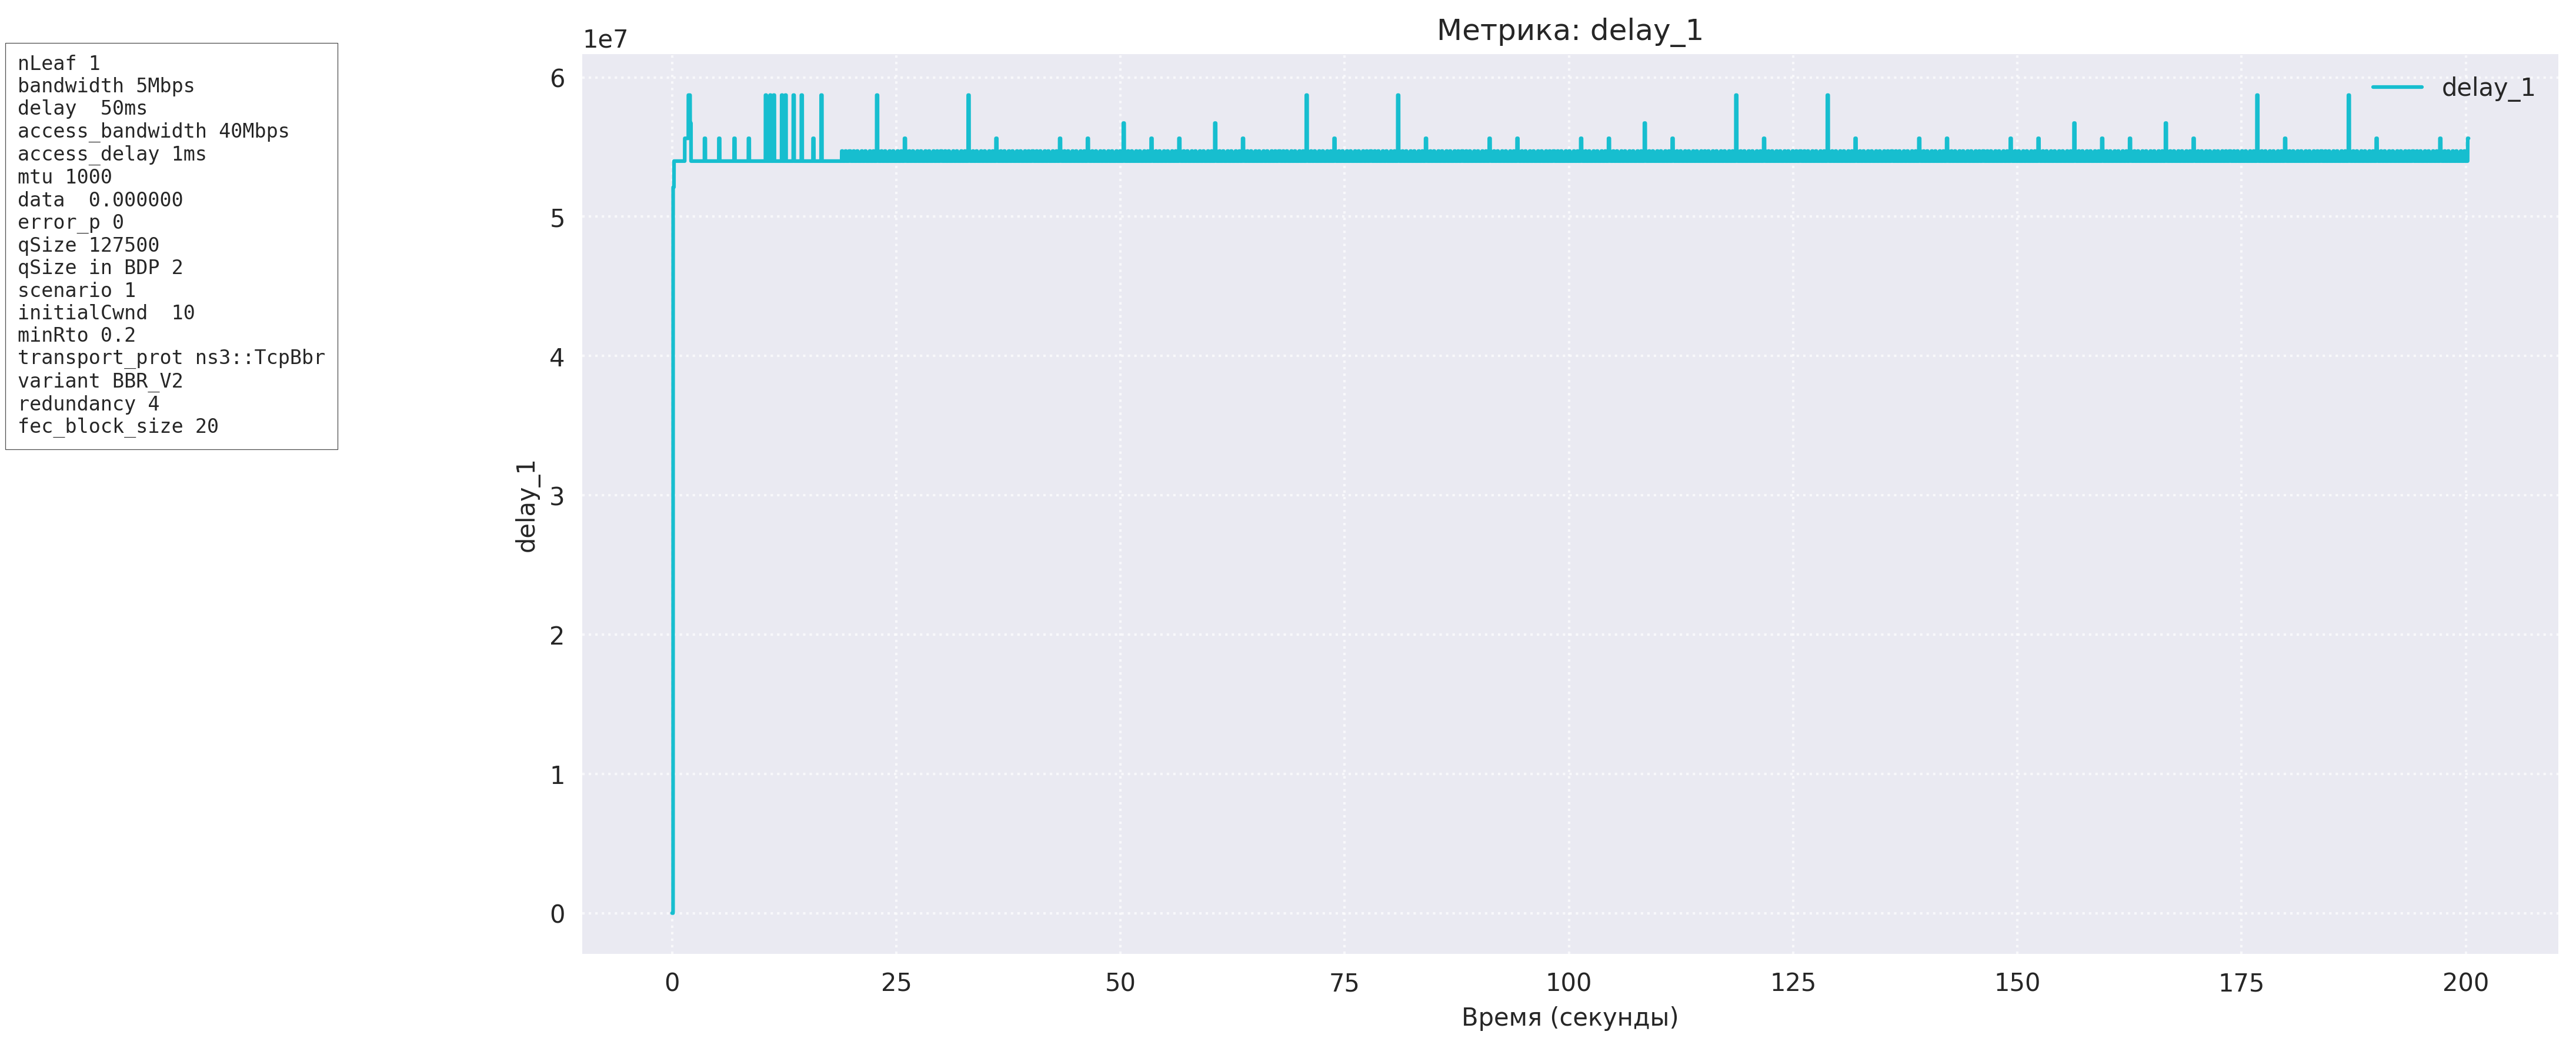 nLeaf 1
bandwidth 5Mbps
delay  50ms
access_bandwidth 40Mbps
access_delay 1ms
mtu 1000
data  0.000000
error_p 0
qSize 127500
qSize in BDP 2
scenario 1
initialCwnd  10
minRto 0.2
transport_prot ns3::TcpBbr
variant BBR_V2
redundancy 4
fec_block_size 20
Метрика: delay_1
1e7
delay_1
6
5
4
3
2
1
0
delay_1
0 25 50 75 100 125 150 175 200
Время (секунды)